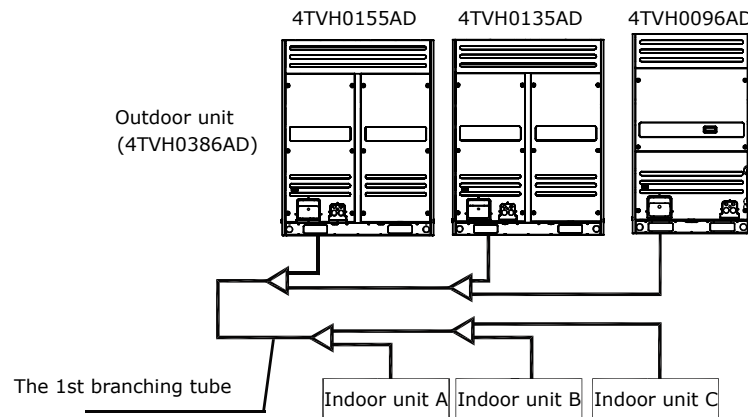 4TVH0155AD
4TVH0135AD
4TVH0096AD
Outdoor unit
(4TVH0386AD)
The 1st branching tube
Indoor unit A
Indoor unit B
Indoor unit C